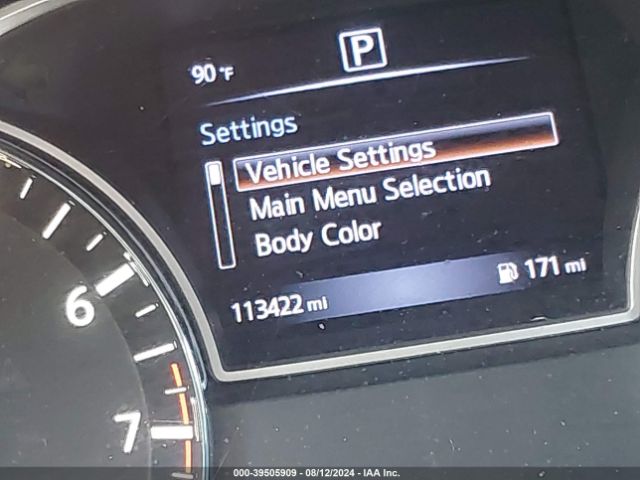 P
90 °F
Settings
Vehicle Settings
Main Menu Selection
Body Color
113422 mi
171 mi
6
7
000-39505909 - 08/12/2024 - IAA Inc.